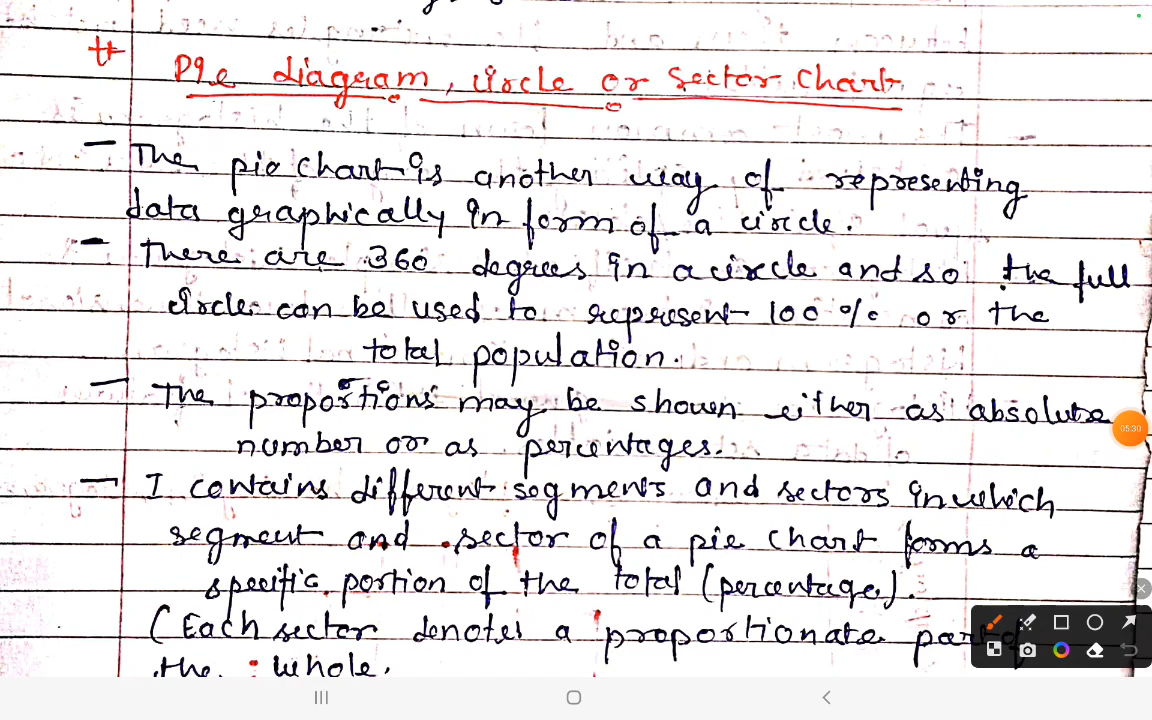 Pie diagram, circle or Sector Chart
- The pie chart is another way of representing
data graphically in form of a circle.
- There are 360 degrees in a circle and so the full
circle can be used to represent 100 % or the
total population.
- The proportions may be shown either as absolute
number or as percentages.
- I contains different segments and sectors in which
segment and sector of a pie chart forms a
specific portion of the total (percentage).
(Each sector denotes a proportionate part of
the whole.
05:30